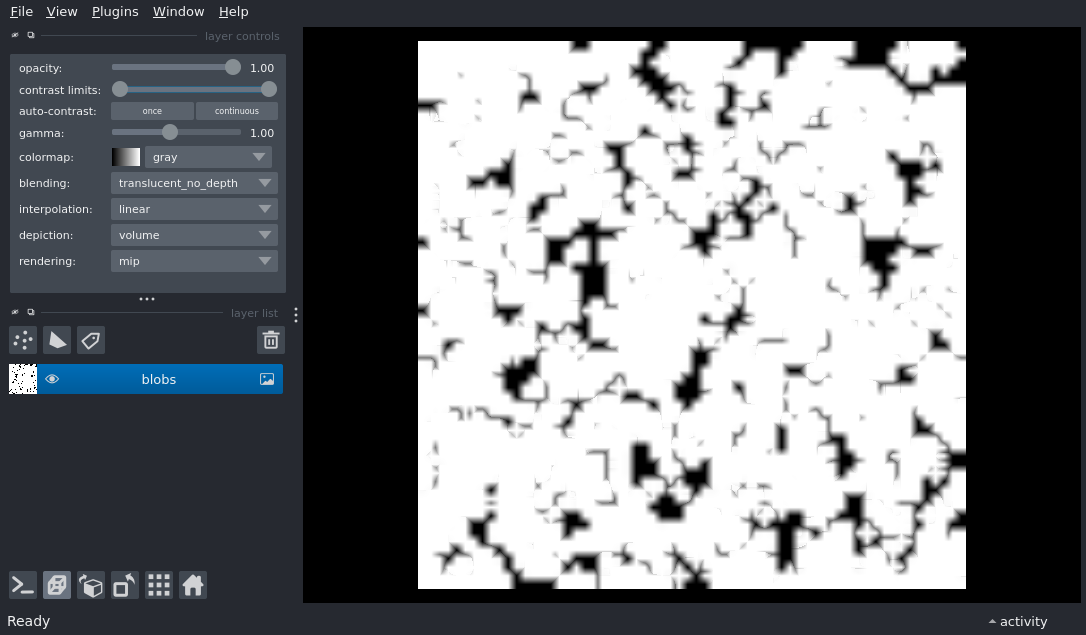 File View Plugins Window Help
layer controls
opacity: 1.00
contrast limits:
auto-contrast: once continuous
gamma: 1.00
colormap: gray
blending: translucent_no_depth
interpolation: linear
depiction: volume
rendering: mip
layer list
blobs
Ready activity